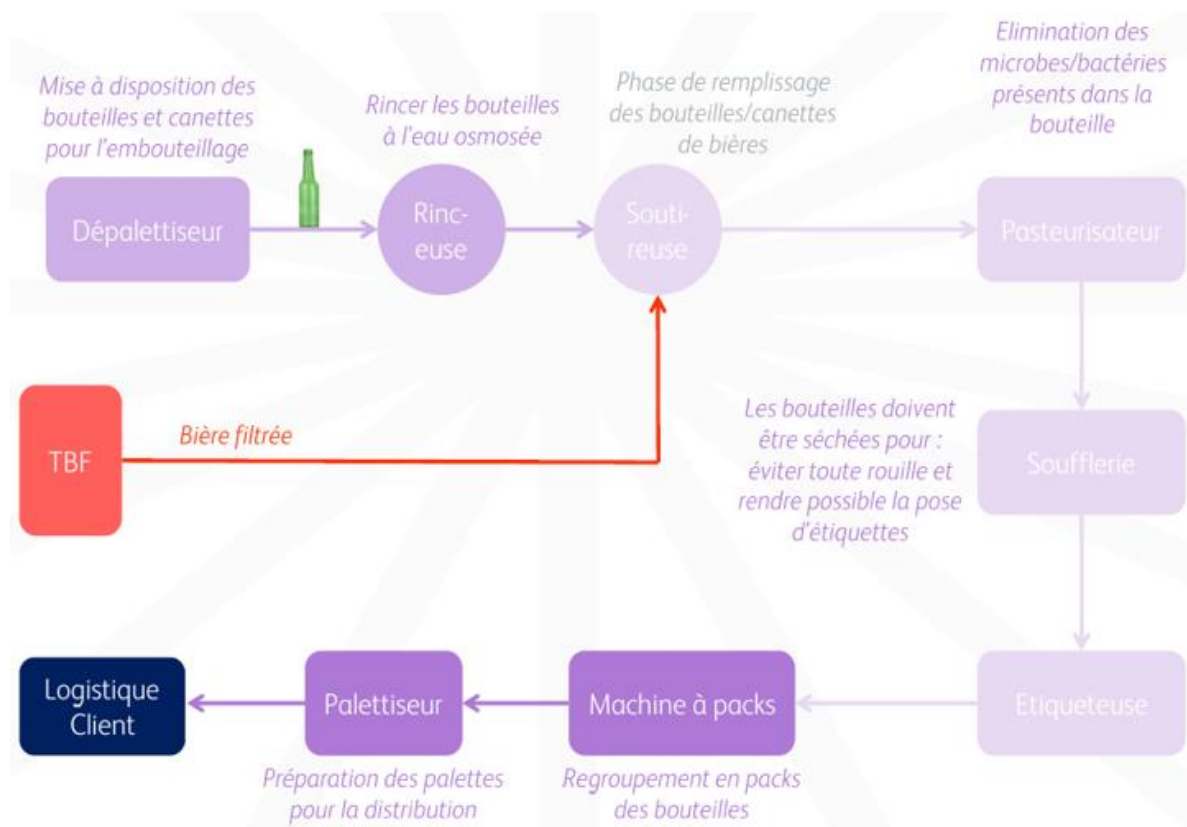 Mise à disposition des
bouteilles et canettes
pour l'embouteillage
Rincer les bouteilles
à l'eau osmosée
Phase de remplissage
des bouteilles/canettes
de bières
Elimination des
microbes/bactéries
présents dans la
bouteille
Dépalettiseur
Rinc-
euse
Souti-
reuse
Pasteurisateur
TBF
Bière filtrée
Les bouteilles doivent
être séchées pour :
éviter toute rouille et
rendre possible la pose
d'étiquettes
Soufflerie
Logistique
Client
Palettiseur
Machine à packs
Etiqueteuse
Préparation des palettes
pour la distribution
Regroupement en packs
des bouteilles